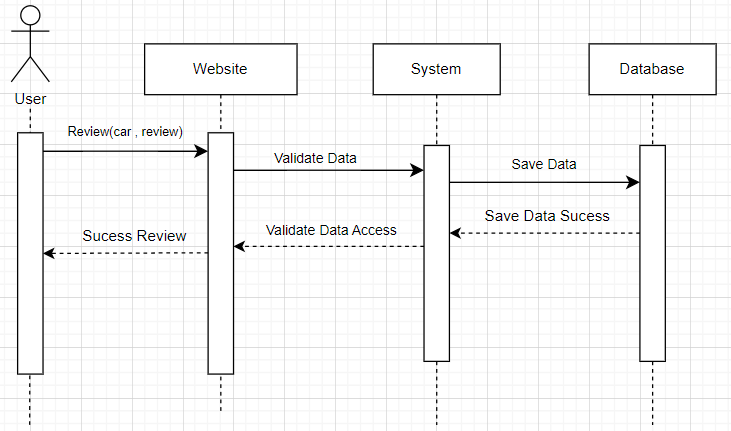 User
Website
System
Database
Review(car , review)
Validate Data
Save Data
Save Data Sucess
Validate Data Access
Sucess Review